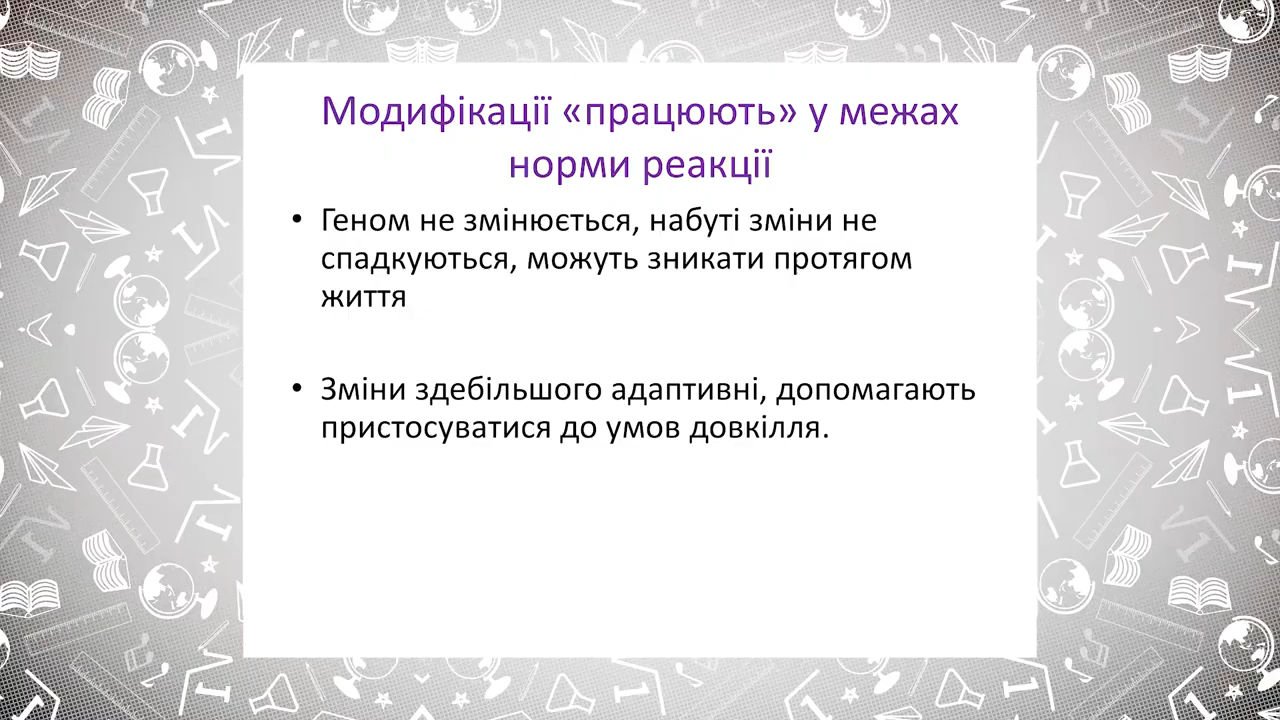 Модифікації «працюють» у межах
норми реакції
• Геном не змінюється, набуті зміни не
спадкуються, можуть зникати протягом
життя
• Зміни здебільшого адаптивні, допомагають
пристосуватися до умов довкілля.